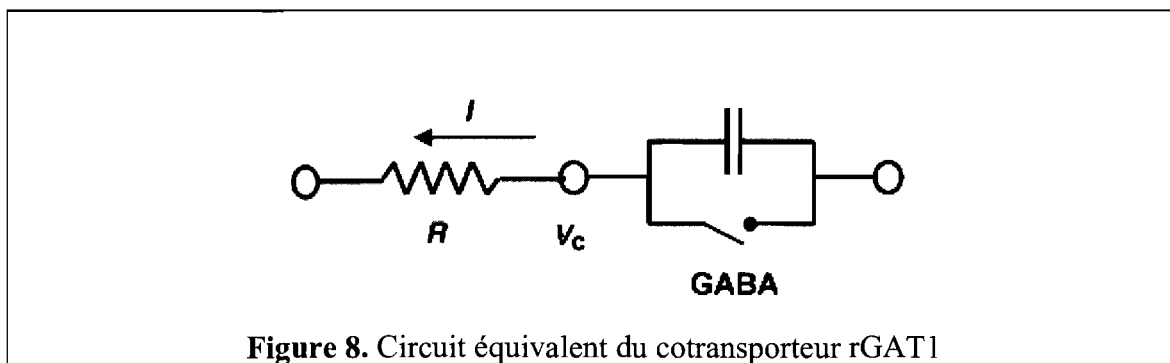 I
R
Vc
GABA
Figure 8. Circuit équivalent du cotransporteur rGAT1